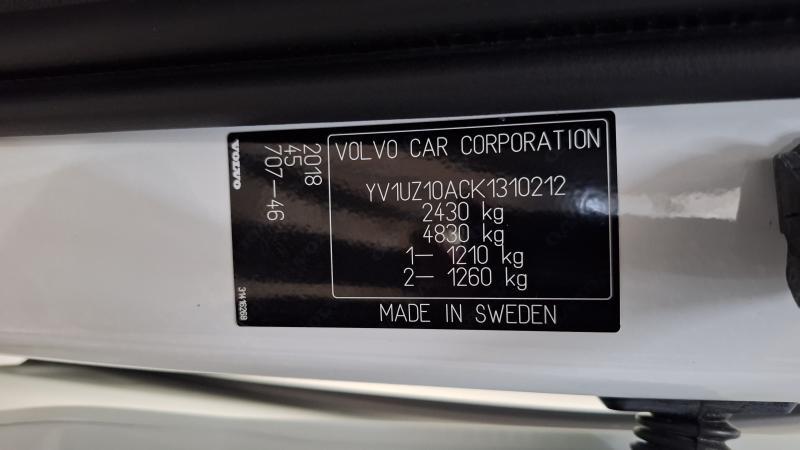 VOLVO
2018
45
707-46
31416268
VOLVO CAR CORPORATION
YV1UZ10ACK1310212
2430 kg
4830 kg
1- 1210 kg
2- 1260 kg
MADE IN SWEDEN